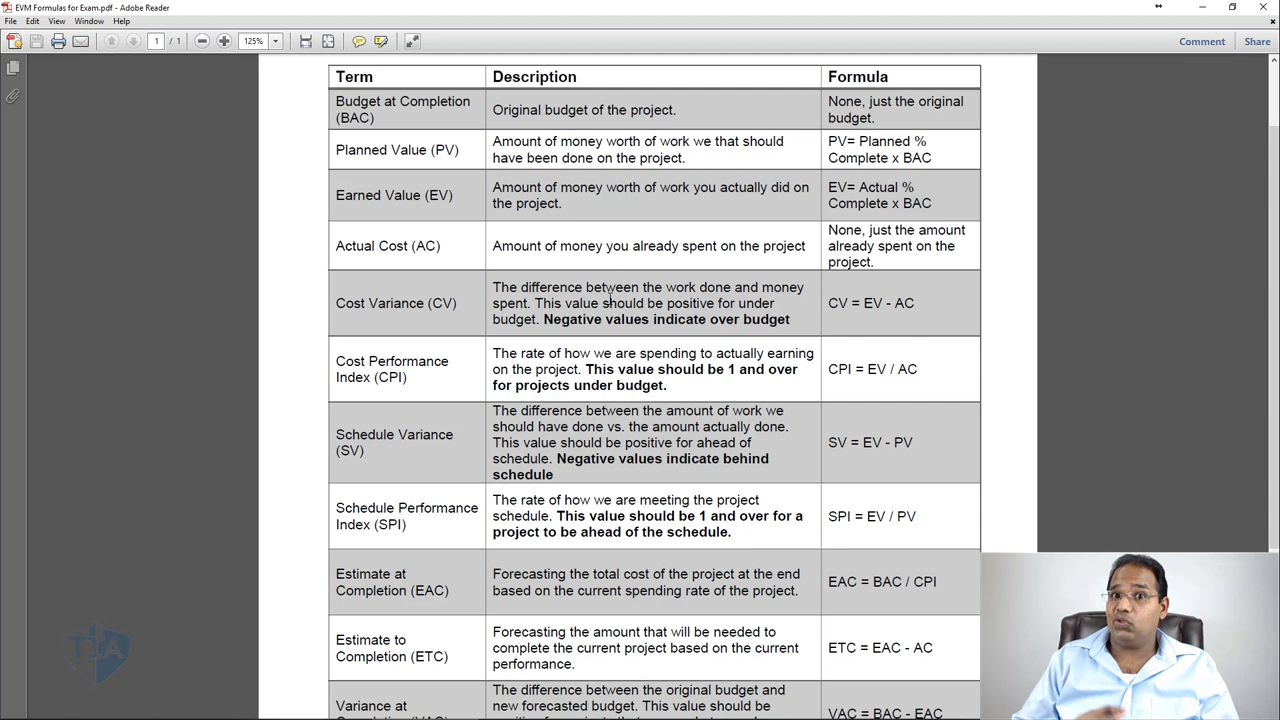 EVM Formulas for Exam.pdf - Adobe Reader
File Edit View Window Help
1 / 1 125% Comment Share
Term Description Formula
Budget at Completion
(BAC)
Original budget of the project.
None, just the original
budget.
Planned Value (PV)
Amount of money worth of work we that should
have been done on the project.
PV= Planned %
Complete x BAC
Earned Value (EV)
Amount of money worth of work you actually did on
the project.
EV= Actual %
Complete x BAC
Actual Cost (AC)
Amount of money you already spent on the project
None, just the amount
already spent on the
project.
Cost Variance (CV)
The difference between the work done and money
spent. This value should be positive for under
budget. Negative values indicate over budget
CV = EV - AC
Cost Performance
Index (CPI)
The rate of how we are spending to actually earning
on the project. This value should be 1 and over
for projects under budget.
CPI = EV / AC
Schedule Variance
(SV)
The difference between the amount of work we
should have done vs. the amount actually done.
This value should be positive for ahead of
schedule. Negative values indicate behind
schedule
SV = EV - PV
Schedule Performance
Index (SPI)
The rate of how we are meeting the project
schedule. This value should be 1 and over for a
project to be ahead of the schedule.
SPI = EV / PV
Estimate at
Completion (EAC)
Forecasting the total cost of the project at the end
based on the current spending rate of the project.
EAC = BAC / CPI
Estimate to
Completion (ETC)
Forecasting the amount that will be needed to
complete the current project based on the current
performance.
ETC = EAC - AC
Variance at
The difference between the original budget and
new forecasted budget. This value should be
VAC = BAC - EAC
TIA